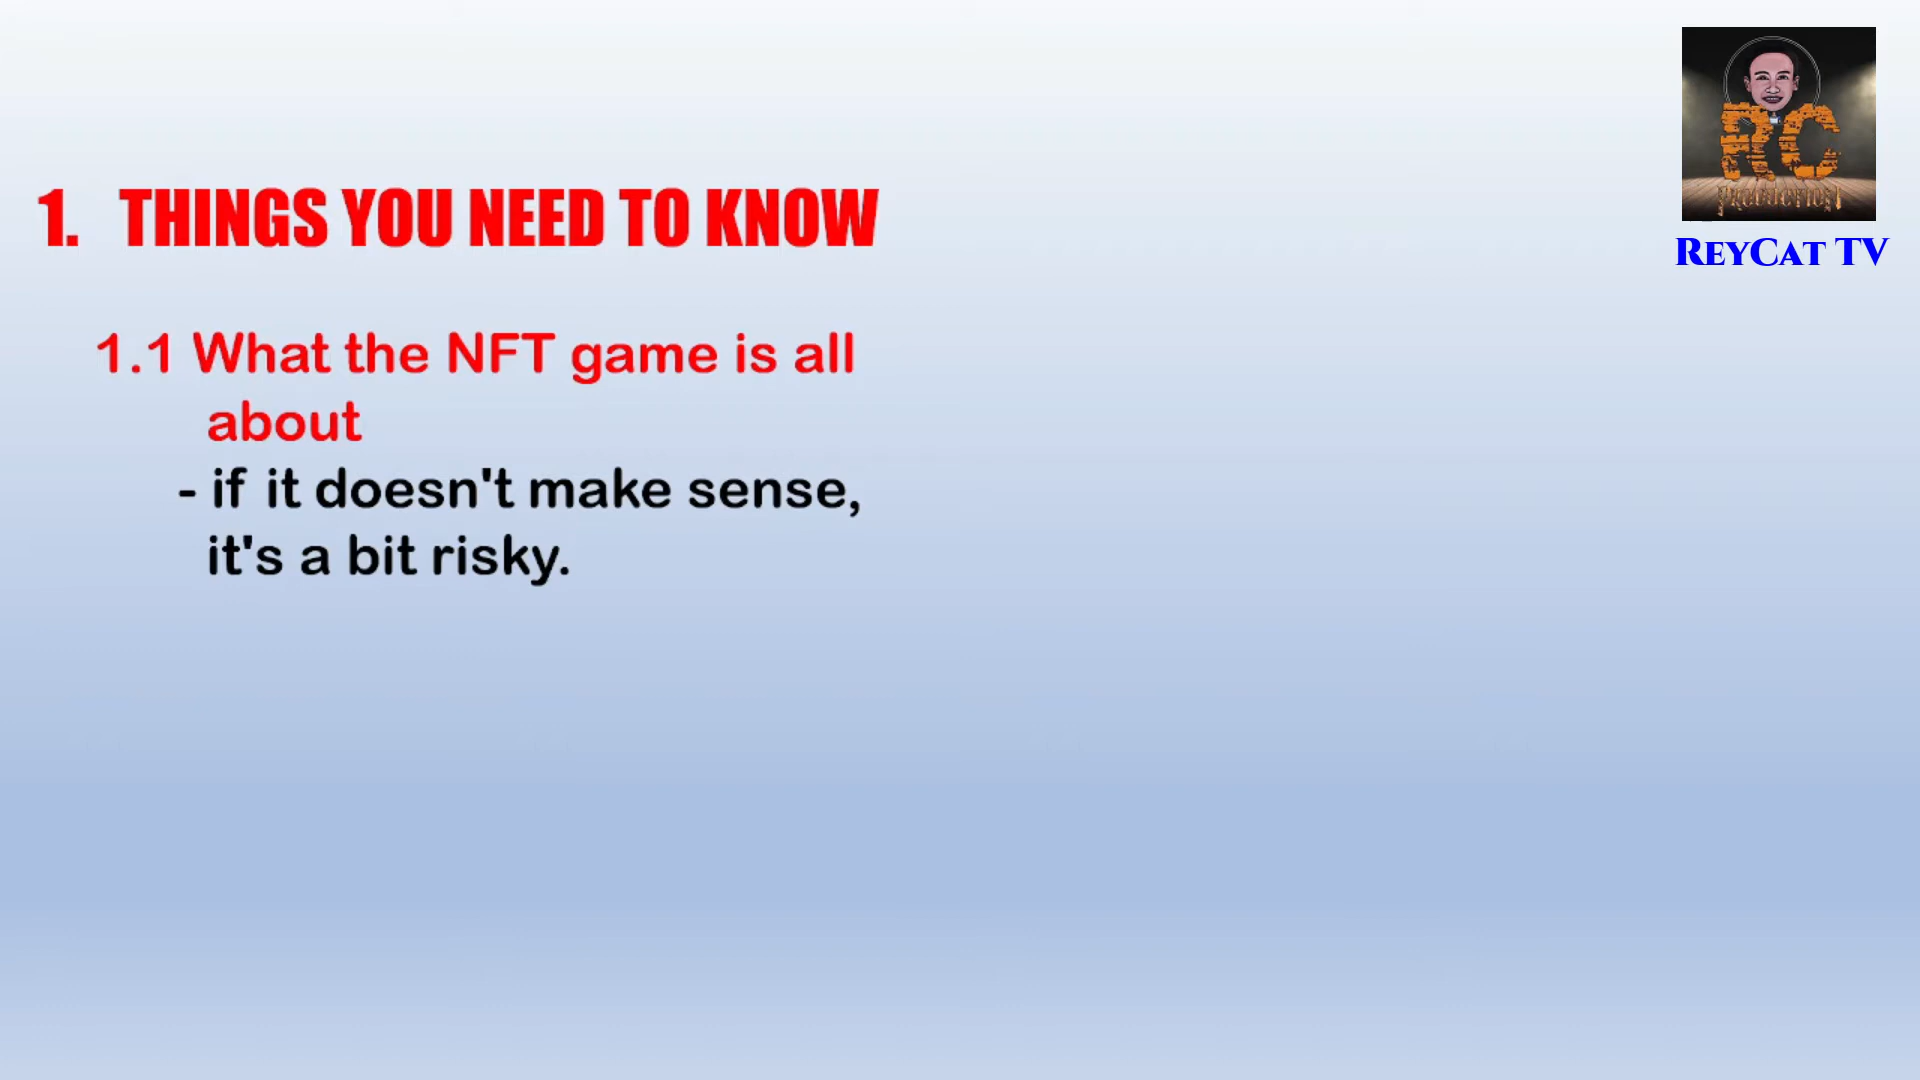 1. THINGS YOU NEED TO KNOW
1.1 What the NFT game is all
about
- if it doesn't make sense,
it's a bit risky.
RC
PRODUCTION
REYCAT TV